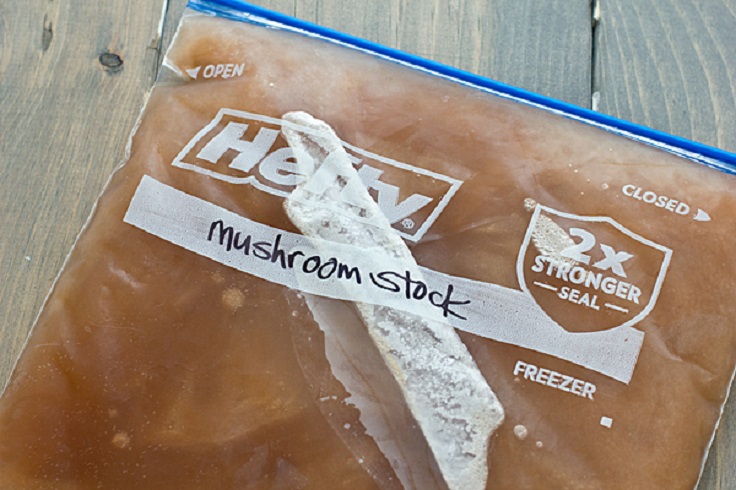 OPEN
Hefty®
CLOSED
2x
STRONGER
SEAL
mushroom stock
FREEZER